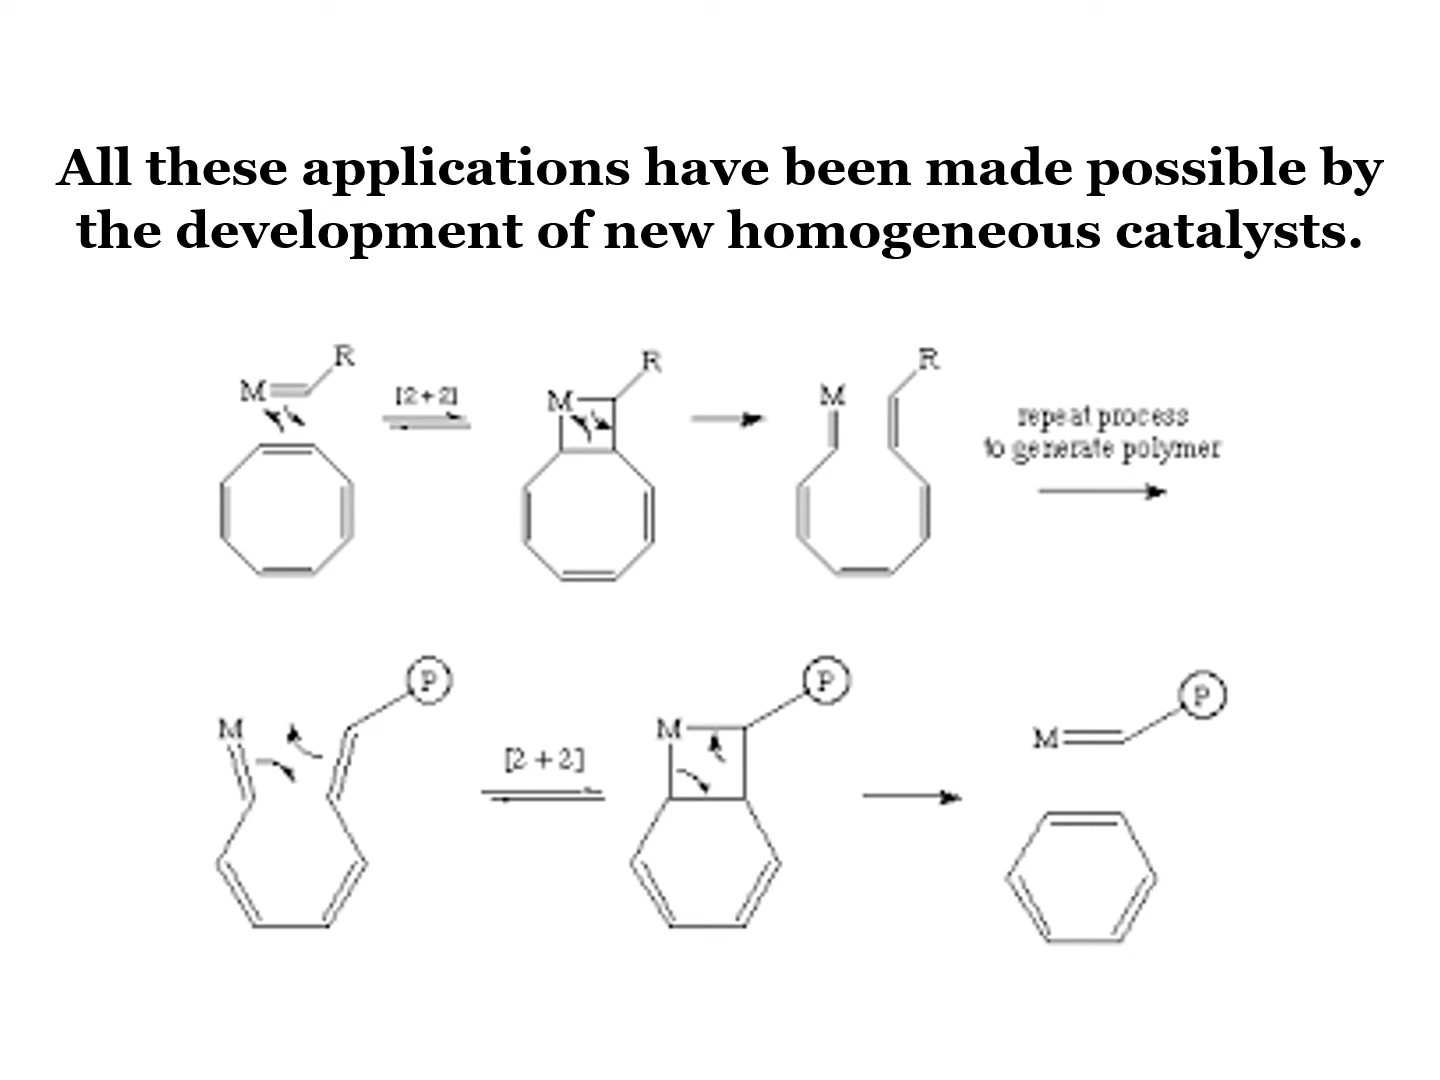 All these applications have been made possible by
the development of new homogeneous catalysts.
R
M
[2+2]
R
M
R
M
repeat process
to generate polymer
P
M
[2 + 2]
P
M
P
M